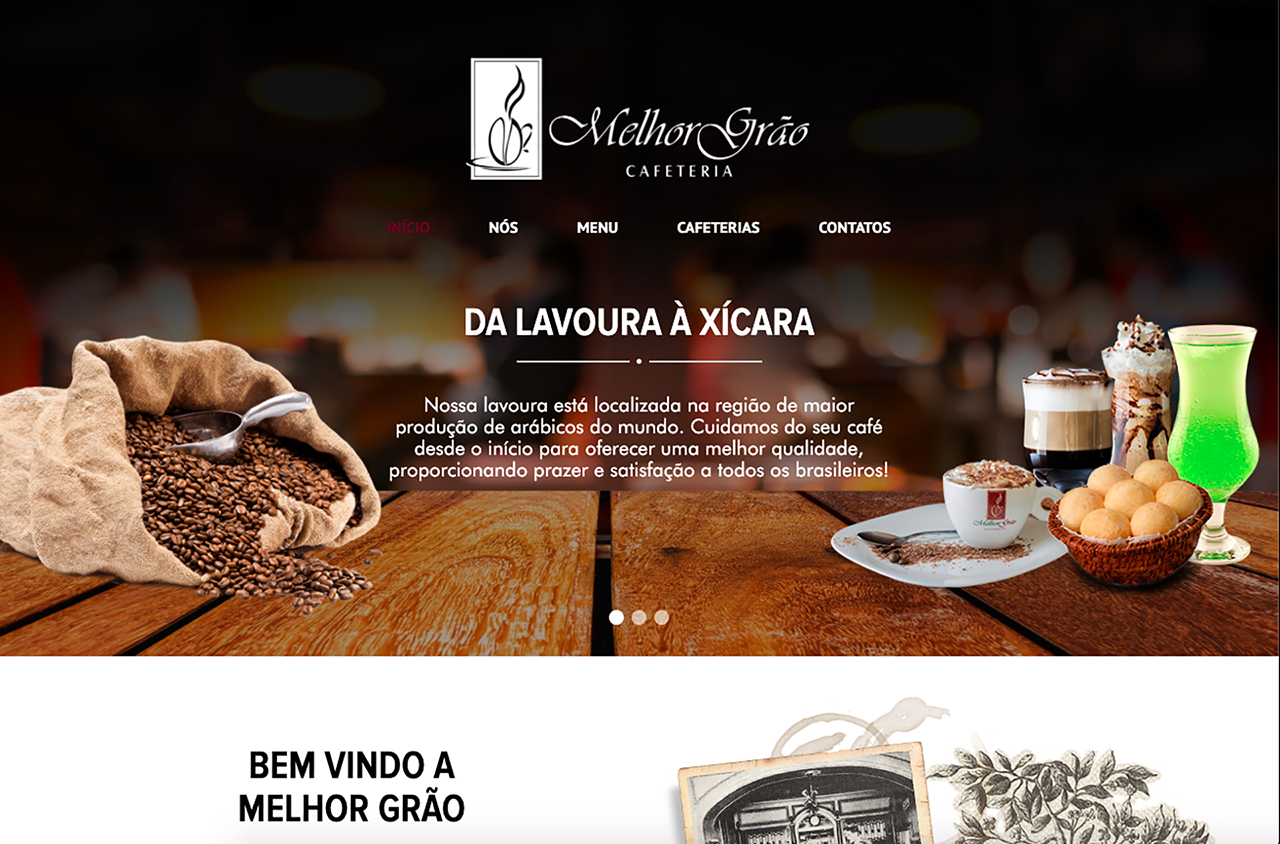 MelhorGrão
CAFETERIA
INÍCIO NÓS MENU CAFETERIAS CONTATOS
DA LAVOURA À XÍCARA
Nossa lavoura está localizada na região de maior
produção de arábicos do mundo. Cuidamos do seu café
desde o início para oferecer uma melhor qualidade,
proporcionando prazer e satisfação a todos os brasileiros!
MelhorGrão
BEM VINDO A
MELHOR GRÃO